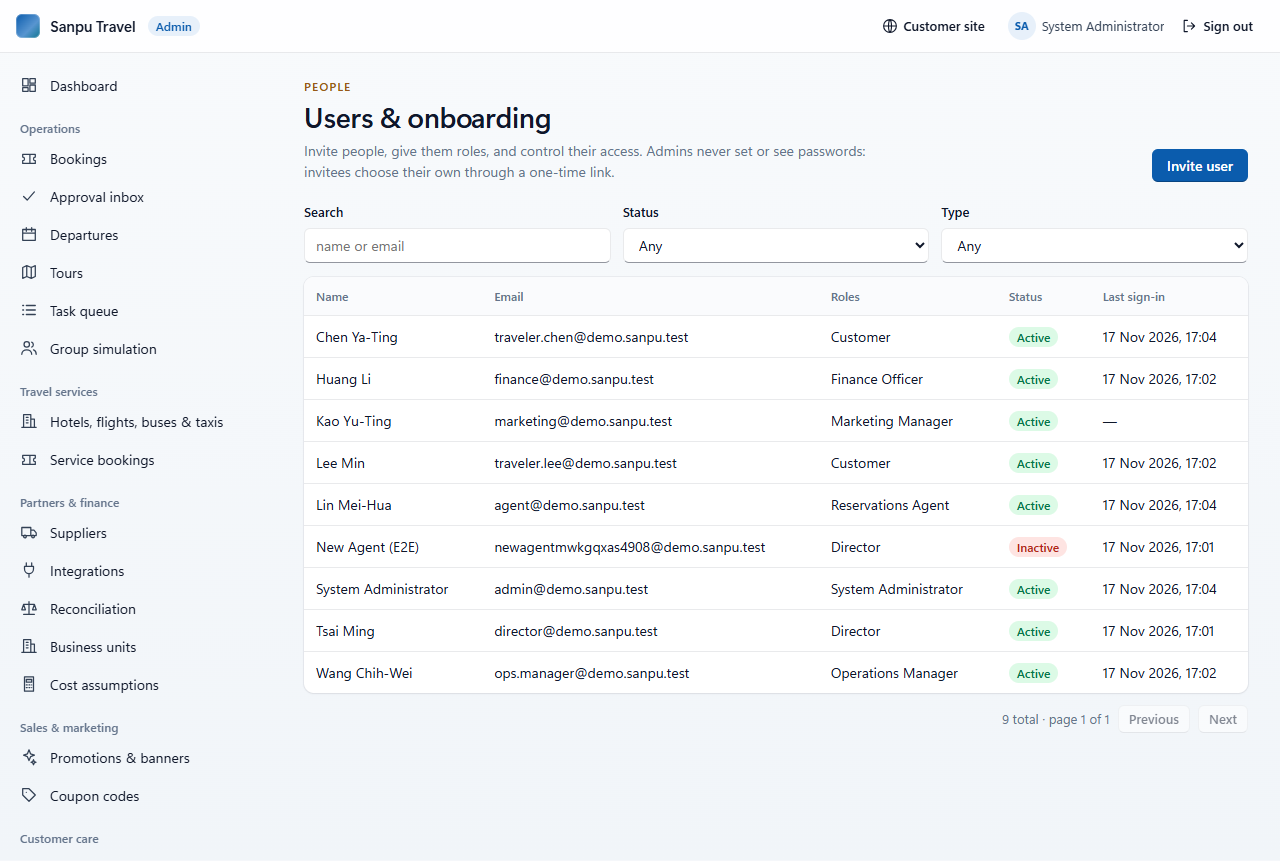 Sanpu Travel Admin
Customer site SA System Administrator Sign out
Dashboard
Operations
Bookings
Approval inbox
Departures
Tours
Task queue
Group simulation
Travel services
Hotels, flights, buses & taxis
Service bookings
Partners & finance
Suppliers
Integrations
Reconciliation
Business units
Cost assumptions
Sales & marketing
Promotions & banners
Coupon codes
Customer care
PEOPLE
Users & onboarding
Invite people, give them roles, and control their access. Admins never set or see passwords:
invitees choose their own through a one-time link.
Invite user
Search Status Type
name or email Any Any
Name Email Roles Status Last sign-in
Chen Ya-Ting traveler.chen@demo.sanpu.test Customer Active 17 Nov 2026, 17:04
Huang Li finance@demo.sanpu.test Finance Officer Active 17 Nov 2026, 17:02
Kao Yu-Ting marketing@demo.sanpu.test Marketing Manager Active —
Lee Min traveler.lee@demo.sanpu.test Customer Active 17 Nov 2026, 17:02
Lin Mei-Hua agent@demo.sanpu.test Reservations Agent Active 17 Nov 2026, 17:04
New Agent (E2E) newagentmwkgqxas4908@demo.sanpu.test Director Inactive 17 Nov 2026, 17:01
System Administrator admin@demo.sanpu.test System Administrator Active 17 Nov 2026, 17:04
Tsai Ming director@demo.sanpu.test Director Active 17 Nov 2026, 17:01
Wang Chih-Wei ops.manager@demo.sanpu.test Operations Manager Active 17 Nov 2026, 17:02
9 total · page 1 of 1 Previous Next